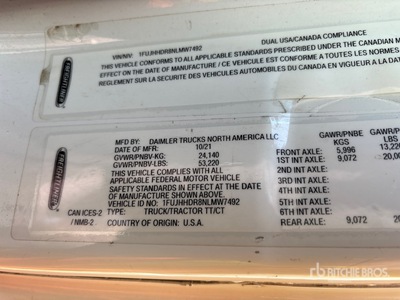 DUAL USA/CANADA COMPLIANCE
VIN/NIV: 1FUJHHDR8NLMW7492
THIS VEHICLE CONFORMS TO ALL APPLICABLE STANDARDS PRESCRIBED UNDER THE CANADIAN M
EFFECT ON THE DATE OF MANUFACTURE / CE VEHICULE EST CONFORME A TOUTES LES NORMES
REGLEMENT SUR LA SECURITE DES VEHICULES AUTOMOBILES DU CANADA EN VIGUEUR A LA DAT
FREIGHTLINER
FREIGHTLINER
MFD BY: DAIMLER TRUCKS NORTH AMERICA LLC
DATE OF MFR: 10/21
GVWR/PNBV-KG: 24,140
GVWR/PNBV-LBS: 53,220
THIS VEHICLE COMPLIES WITH ALL
APPLICABLE FEDERAL MOTOR VEHICLE
SAFETY STANDARDS IN EFFECT AT THE DATE
OF MANUFACTURE SHOWN ABOVE.
VEHICLE ID NO.: 1FUJHHDR8NLMW7492
TYPE: TRUCK/TRACTOR TT/CT
COUNTRY OF ORIGIN: U.S.A.
CAN ICES-2
/ NMB-2
GAWR/PNBE GAWR/PN
KGS LBS
FRONT AXLE: 5,996 13,220
1ST INT AXLE: 9,072 20,00
2ND INT AXLE:
3RD INT AXLE:
4TH INT AXLE:
5TH INT AXLE:
6TH INT AXLE:
REAR AXLE: 9,072 20
rb
RITCHIE BROS.